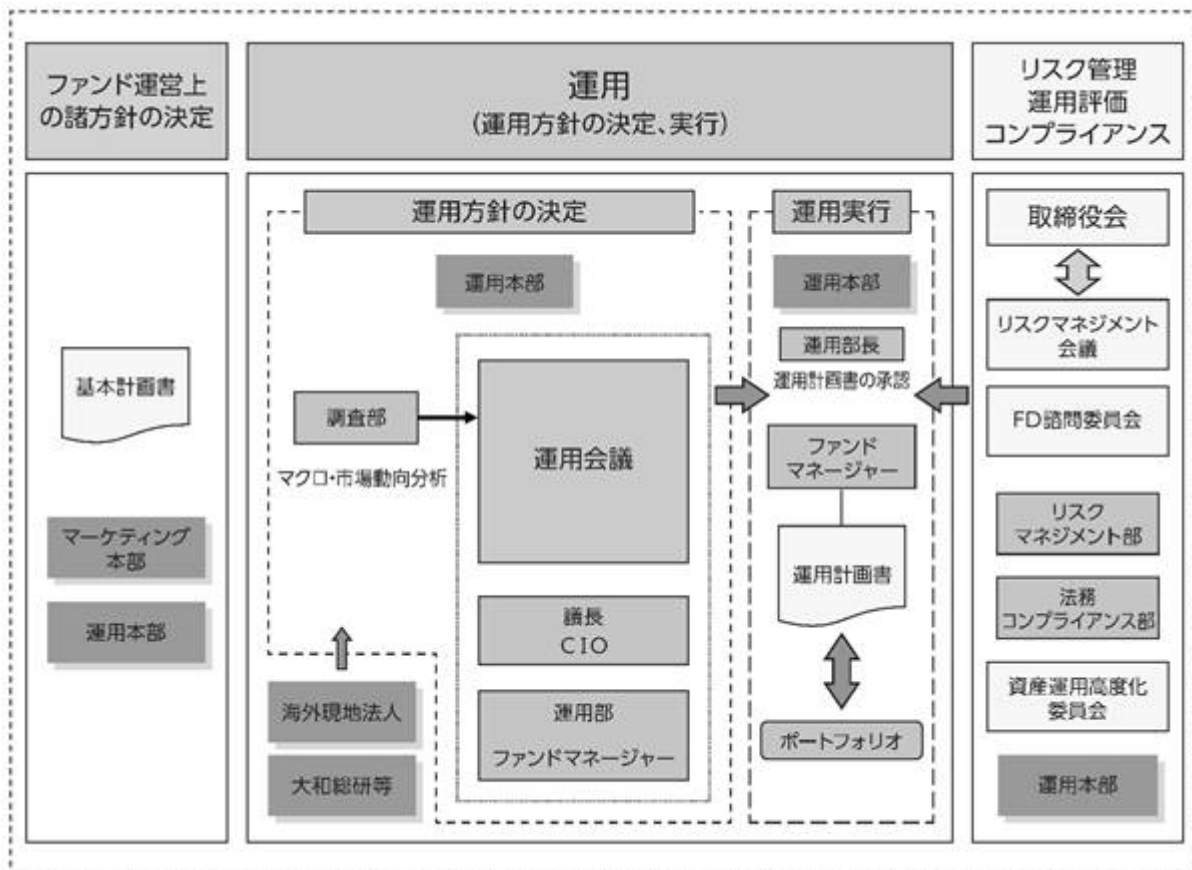 ファンド運営上
の諸方針の決定
運用
(運用方針の決定、実行)
リスク管理
運用評価
コンプライアンス
基本計画書
マーケティング
本部
運用本部
運用方針の決定
運用本部
調査部
マクロ・市場動向分析
運用会議
議長
CIO
運用部
ファンドマネージャー
海外現地法人
大和総研等
運用実行
運用本部
運用部長
運用計画書の承認
ファンド
マネージャー
運用計画書
ポートフォリオ
取締役会
リスクマネジメント
会議
FD諮問委員会
リスク
マネジメント部
法務
コンプライアンス部
資産運用高度化
委員会
運用本部